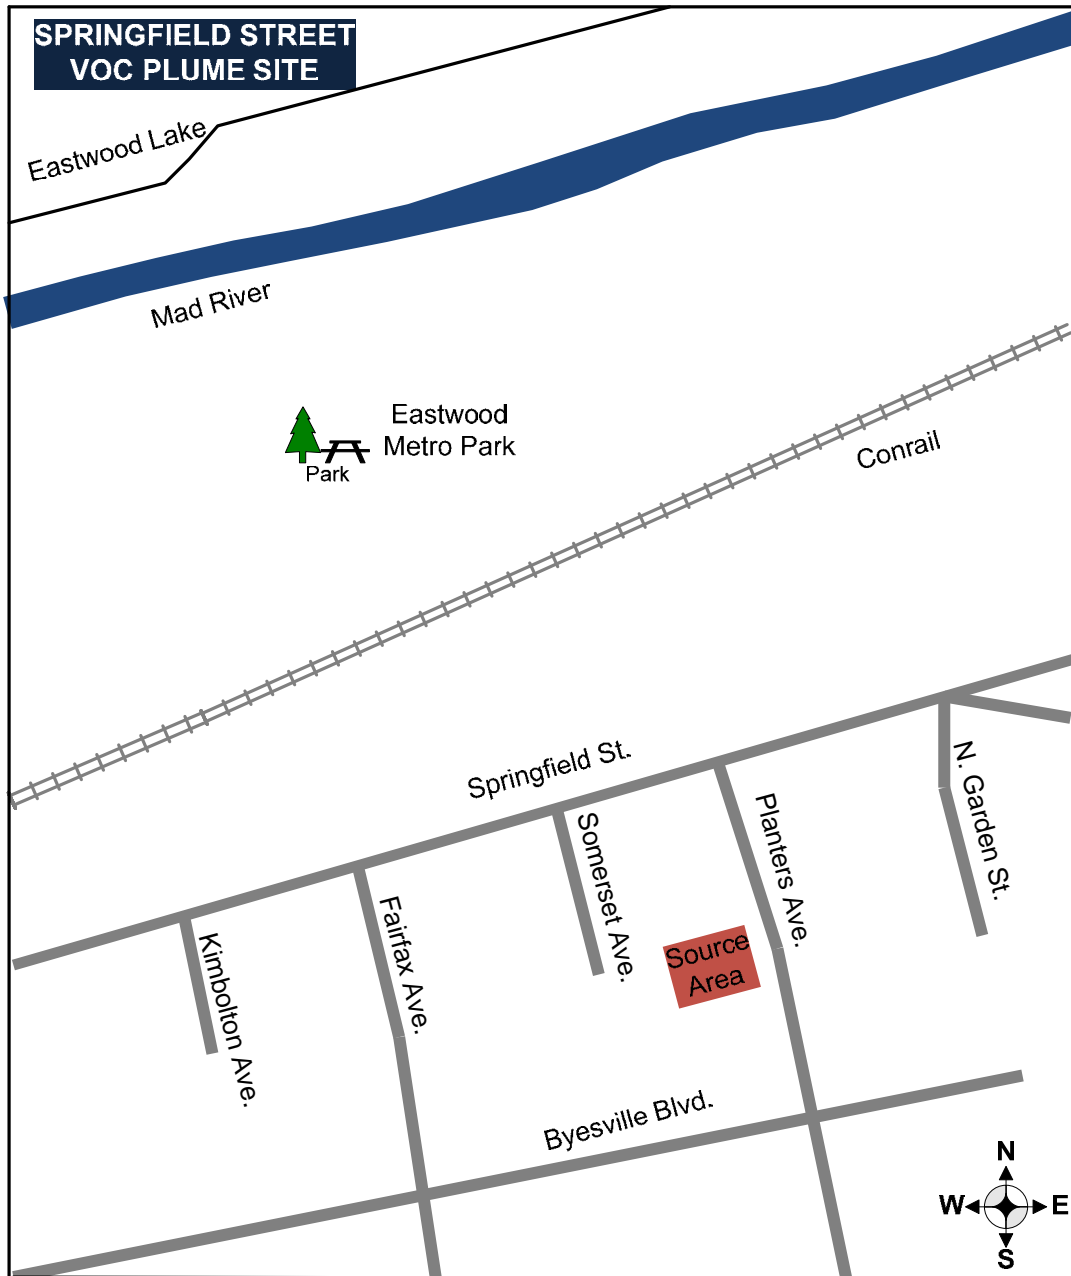 SPRINGFIELD STREET
VOC PLUME SITE
Eastwood Lake
Mad River
Eastwood
Metro Park
Park
Conrail
Springfield St.
N. Garden St.
Planters Ave.
Somerset Ave.
Fairfax Ave.
Kimbolton Ave.
Source
Area
Byesville Blvd.
N
W
E
S